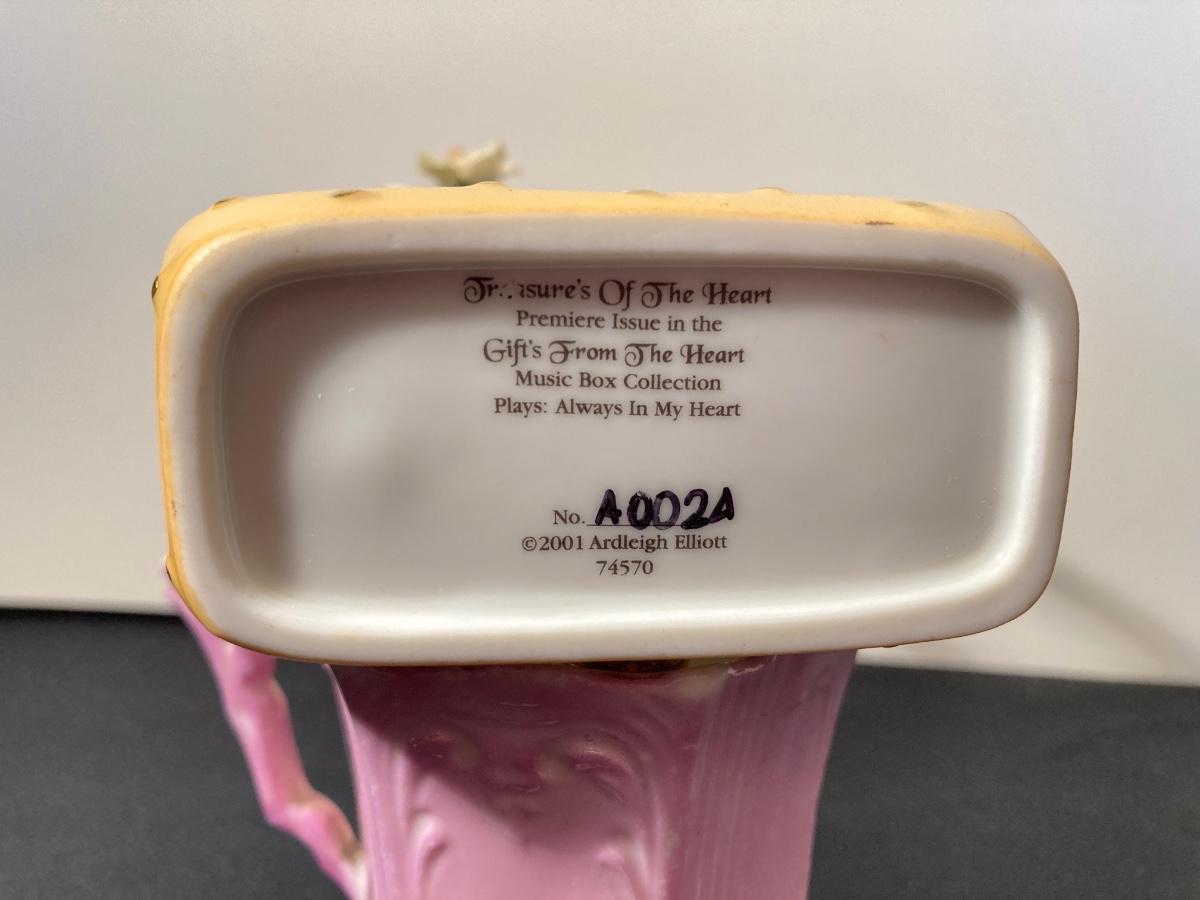 Treasure's Of The Heart
Premiere Issue in the
Gift's From The Heart
Music Box Collection
Plays: Always In My Heart
No. A002A
©2001 Ardleigh Elliott
74570